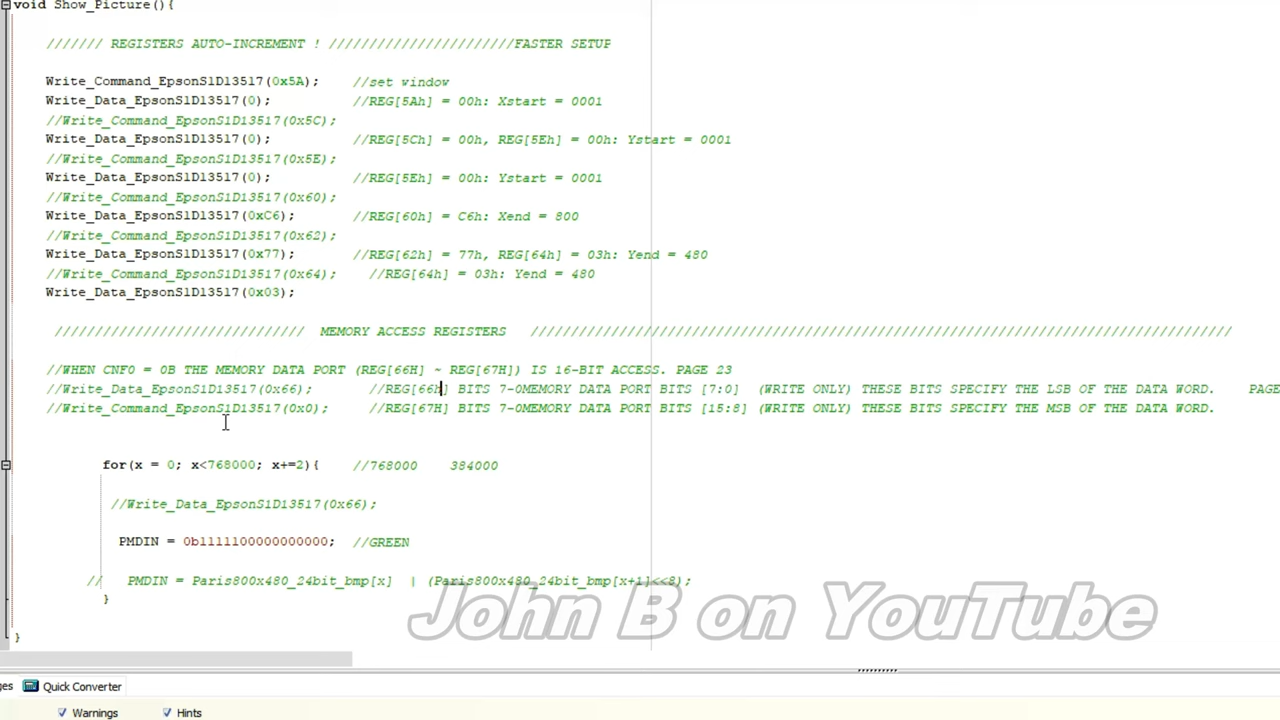 void Show_Picture(){
/////// REGISTERS AUTO-INCREMENT ! ///////////////////////FASTER SETUP
Write_Command_EpsonS1D13517(0x5A); //set window
Write_Data_EpsonS1D13517(0); //REG[5Ah] = 00h: Xstart = 0001
//Write_Command_EpsonS1D13517(0x5C);
Write_Data_EpsonS1D13517(0); //REG[5Ch] = 00h, REG[5Eh] = 00h: Ystart = 0001
//Write_Command_EpsonS1D13517(0x5E);
Write_Data_EpsonS1D13517(0); //REG[5Eh] = 00h: Ystart = 0001
//Write_Command_EpsonS1D13517(0x60);
Write_Data_EpsonS1D13517(0xC6); //REG[60h] = C6h: Xend = 800
//Write_Command_EpsonS1D13517(0x62);
Write_Data_EpsonS1D13517(0x77); //REG[62h] = 77h, REG[64h] = 03h: Yend = 480
//Write_Command_EpsonS1D13517(0x64); //REG[64h] = 03h: Yend = 480
Write_Data_EpsonS1D13517(0x03);
/////////////////////////////// MEMORY ACCESS REGISTERS ///////////////////////////////////////////////////////////////////////////////////////
//WHEN CNF0 = 0B THE MEMORY DATA PORT (REG[66H] ~ REG[67H]) IS 16-BIT ACCESS. PAGE 23
//Write_Data_EpsonS1D13517(0x66); //REG[66h] BITS 7-0MEMORY DATA PORT BITS [7:0] (WRITE ONLY) THESE BITS SPECIFY THE LSB OF THE DATA WORD. PAGE
//Write_Command_EpsonS1D13517(0x0); //REG[67H] BITS 7-0MEMORY DATA PORT BITS [15:8] (WRITE ONLY) THESE BITS SPECIFY THE MSB OF THE DATA WORD.
for(x = 0; x<768000; x+=2){ //768000 384000
//Write_Data_EpsonS1D13517(0x66);
PMDIN = 0b1111100000000000; //GREEN
// PMDIN = Paris800x480_24bit_bmp[x] | (Paris800x480_24bit_bmp[x+1]<<8);
}
John B on YouTube
}
Quick Converter
Warnings Hints